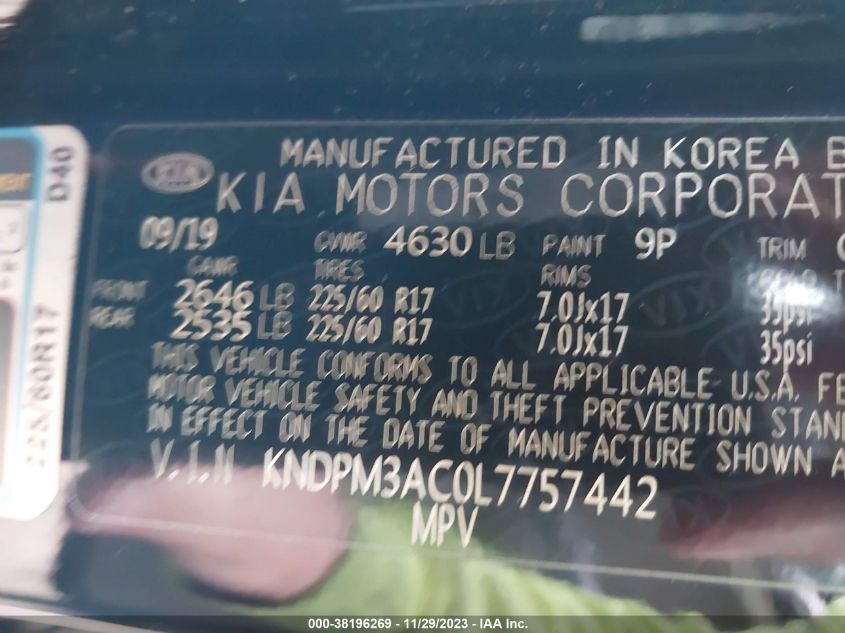 MANUFACTURED IN KOREA B
KIA KIA MOTORS CORPORAT
09/19 GVWR 4630 LB PAINT 9P TRIM
GAWR TIRES RIMS COLD T
FRONT 2646 LB 225/60 R17 7.0Jx17 35psi
REAR 2535 LB 225/60 R17 7.0Jx17 35psi
THIS VEHICLE CONFORMS TO ALL APPLICABLE U.S.A. FE
MOTOR VEHICLE SAFETY AND THEFT PREVENTION STAN
IN EFFECT ON THE DATE OF MANUFACTURE SHOWN A
V.I.N KNDPM3AC0L7757442
MPV
D40
225/60R17
000-38196269 - 11/29/2023 - IAA Inc.